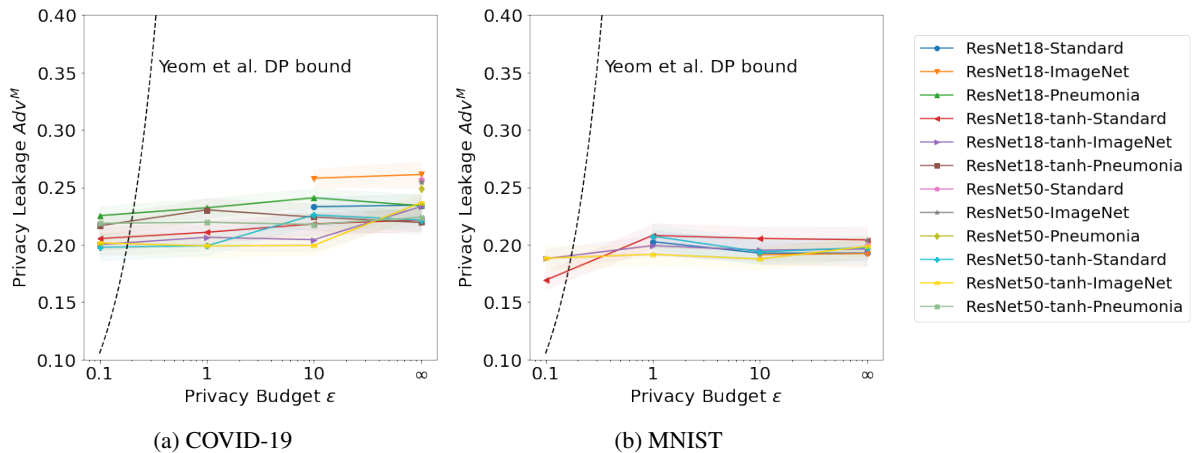 0.40
0.35
0.30
0.25
0.20
0.15
0.10
Privacy Leakage Adv^M
Yeom et al. DP bound
0.1 1 10 ∞
Privacy Budget ε
(a) COVID-19
0.40
0.35
0.30
0.25
0.20
0.15
0.10
Privacy Leakage Adv^M
Yeom et al. DP bound
0.1 1 10 ∞
Privacy Budget ε
(b) MNIST
ResNet18-Standard
ResNet18-ImageNet
ResNet18-Pneumonia
ResNet18-tanh-Standard
ResNet18-tanh-ImageNet
ResNet18-tanh-Pneumonia
ResNet50-Standard
ResNet50-ImageNet
ResNet50-Pneumonia
ResNet50-tanh-Standard
ResNet50-tanh-ImageNet
ResNet50-tanh-Pneumonia